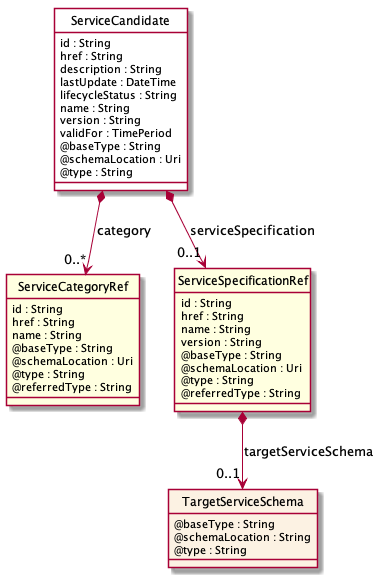 ServiceCandidate
id : String
href : String
description : String
lastUpdate : DateTime
lifecycleStatus : String
name : String
version : String
validFor : TimePeriod
@baseType : String
@schemaLocation : Uri
@type : String
category
serviceSpecification
0..*
0..1
ServiceCategoryRef
id : String
href : String
name : String
@baseType : String
@schemaLocation : Uri
@type : String
@referredType : String
ServiceSpecificationRef
id : String
href : String
name : String
version : String
@baseType : String
@schemaLocation : Uri
@type : String
@referredType : String
targetServiceSchema
0..1
TargetServiceSchema
@baseType : String
@schemaLocation : String
@type : String